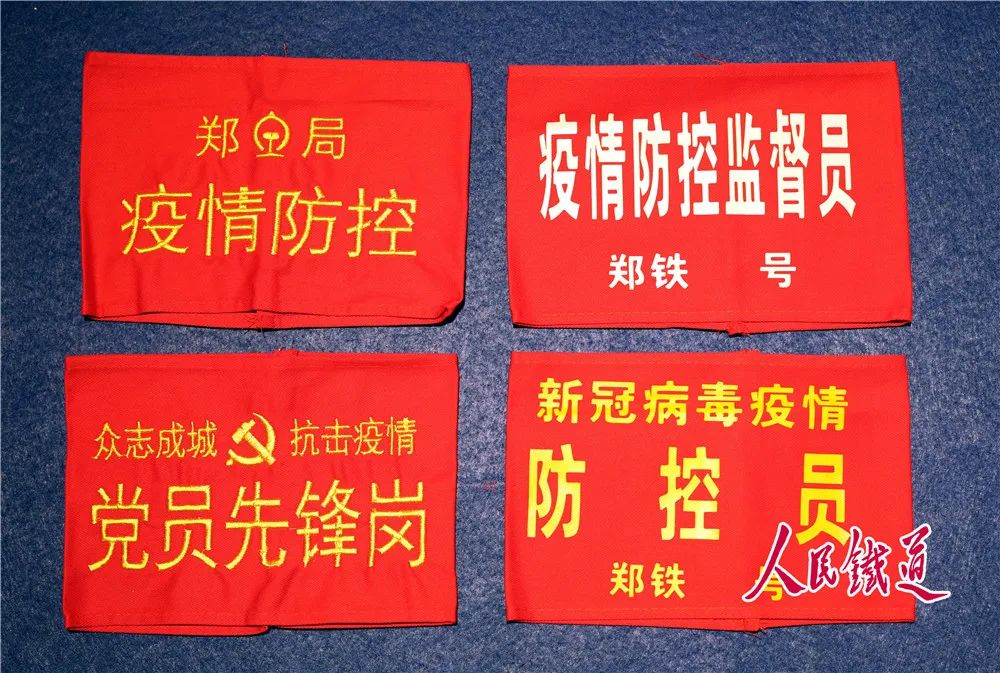 郑局
疫情防控
疫情防控监督员
郑铁 号
众志成城 抗击疫情
党员先锋岗
新冠病毒疫情
防控员
郑铁 号
人民鐵道